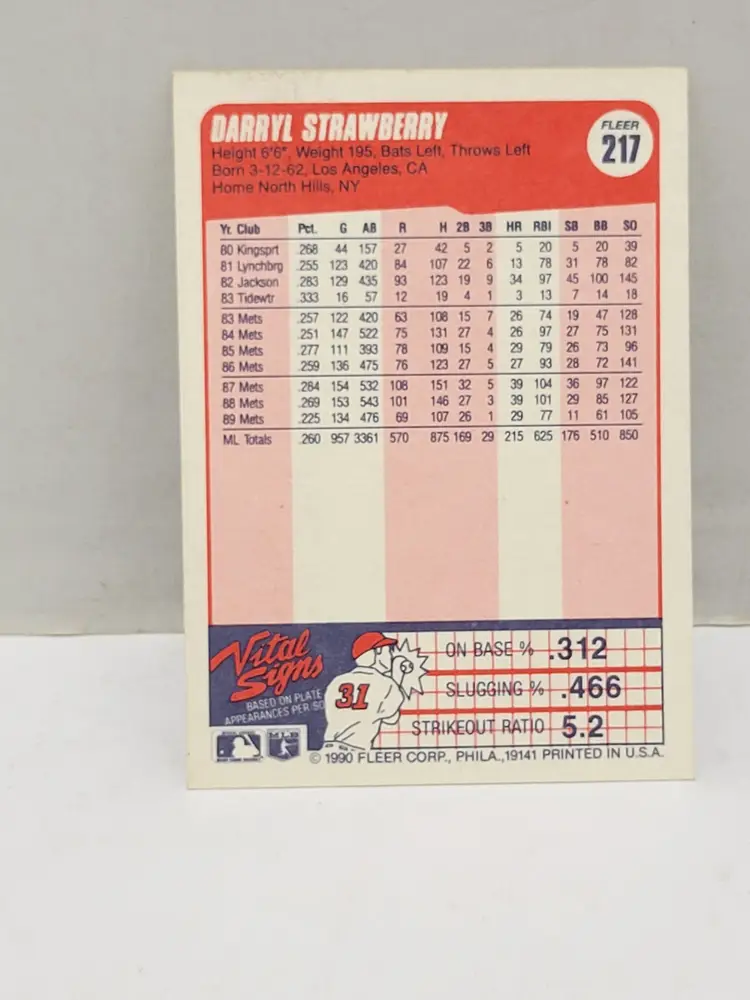 DARRYL STRAWBERRY
FLEER
217
Height 6'6", Weight 195, Bats Left, Throws Left
Born 3-12-62, Los Angeles, CA
Home North Hills, NY
Yr. Club Pct. G AB R H 2B 3B HR RBI SB BB SO
80 Kingsprt .268 44 157 27 42 5 2 5 20 5 20 39
81 Lynchbrg .255 123 420 84 107 22 6 13 78 31 78 82
82 Jackson .283 129 435 93 123 19 9 34 97 45 100 145
83 Tidewtr .333 16 57 12 19 4 1 3 13 7 14 18
83 Mets .257 122 420 63 108 15 7 26 74 19 47 128
84 Mets .251 147 522 75 131 27 4 26 97 27 75 131
85 Mets .277 111 393 78 109 15 4 29 79 26 73 96
86 Mets .259 136 475 76 123 27 5 27 93 28 72 141
87 Mets .284 154 532 108 151 32 5 39 104 36 97 122
88 Mets .269 153 543 101 146 27 3 39 101 29 85 127
89 Mets .225 134 476 69 107 26 1 29 77 11 61 105
ML Totals .260 957 3361 570 875 169 29 215 625 176 510 850
Vital Signs
BASED ON PLATE
APPEARANCES PER/SO
31
ON BASE % .312
SLUGGING % .466
STRIKEOUT RATIO 5.2
MLB
© 1990 FLEER CORP., PHILA.,19141 PRINTED IN U.S.A.